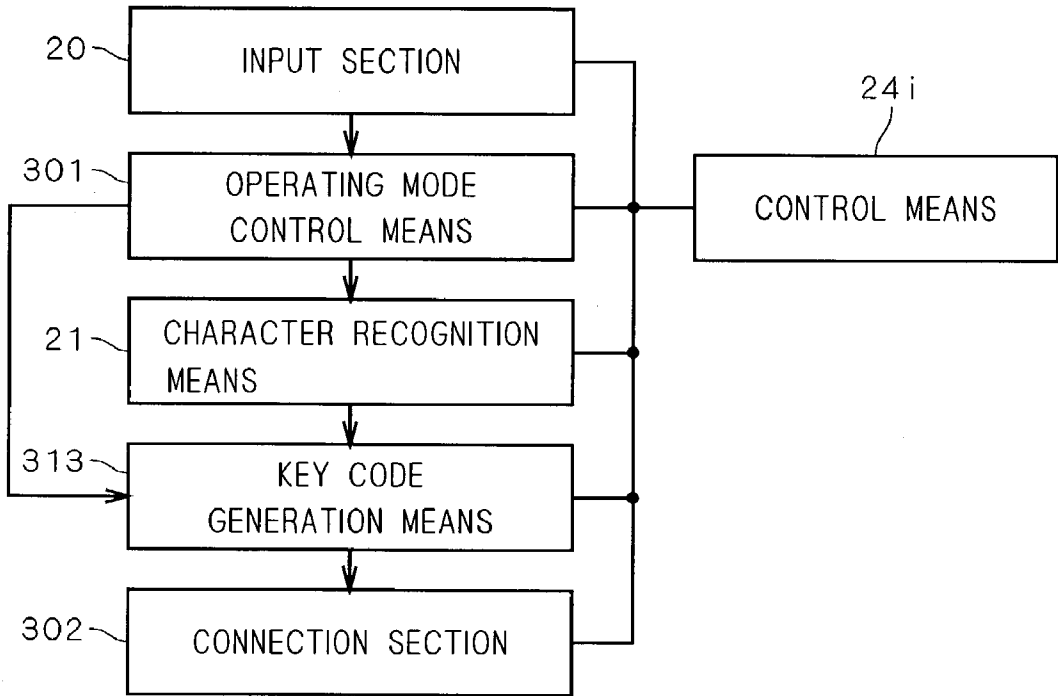 20
INPUT SECTION
24i
301
OPERATING MODE
CONTROL MEANS
CONTROL MEANS
21
CHARACTER RECOGNITION
MEANS
313
KEY CODE
GENERATION MEANS
302
CONNECTION SECTION